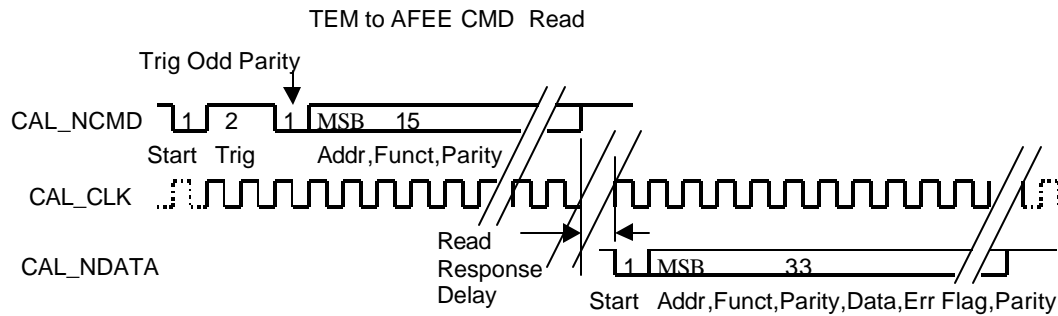 TEM to AFEE CMD Read
Trig Odd Parity
CAL_NCMD 1 2 1 MSB 15
Start Trig Addr,Funct,Parity
CAL_CLK
Read
Response
Delay
CAL_NDATA 1 MSB 33
Start Addr,Funct,Parity,Data,Err Flag,Parity